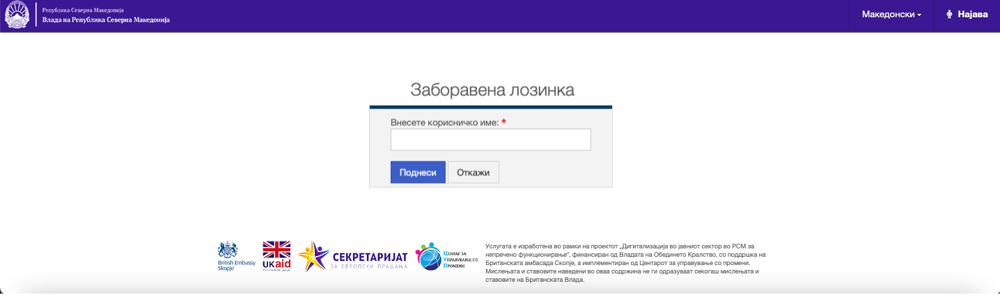 Република Северна Македонија
Влада на Република Северна Македонија
Македонски
Најава
Заборавена лозинка
Внесете корисничко име: *
Поднеси
Откажи
British Embassy
Skopje
UKaid
from the British people
СЕКРЕТАРИЈАТ
ЗА ЕВРОПСКИ ПРАШАЊА
ЦЕНТАР ЗА
УПРАВУВАЊЕ СО
ПРОМЕНИ
Услугата е изработена во рамки на проектот „Дигитализација во јавниот сектор во РСМ за
непречено функционирање“, финансиран од Владата на Обединето Кралство, со поддршка на
Британската амбасада Скопје, а имплементиран од Центарот за управување со промени.
Мислењата и ставовите наведени во оваа содржина не ги одразуваат секогаш мислењата и
ставовите на Британската Влада.